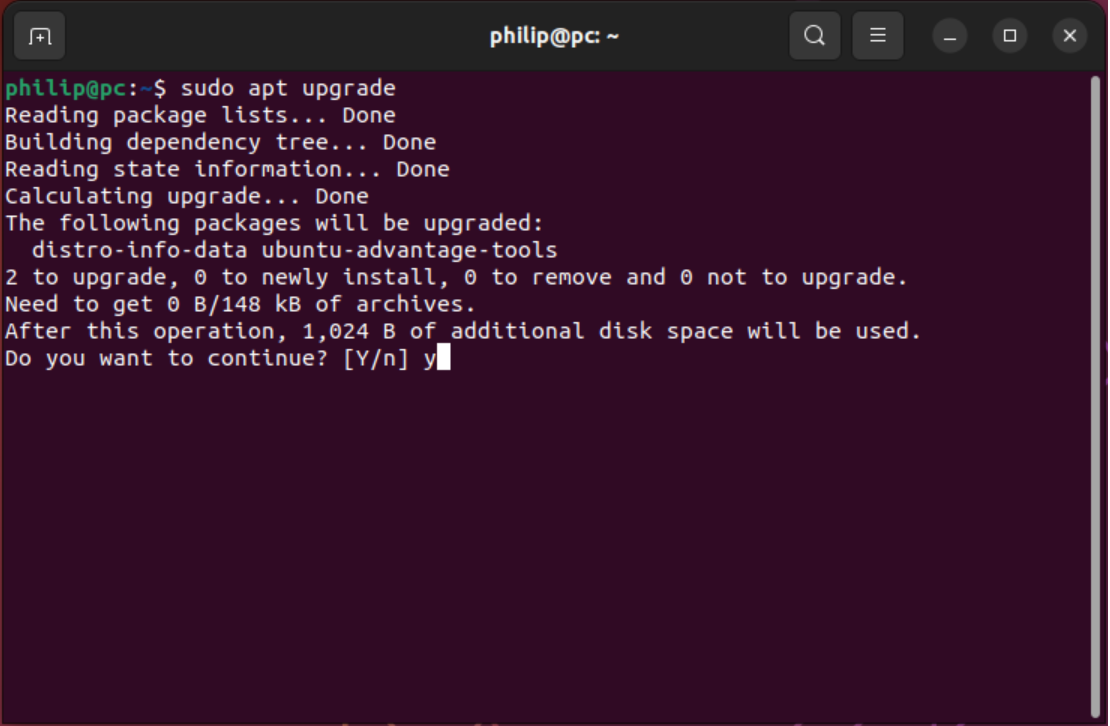 philip@pc: ~
philip@pc:~$ sudo apt upgrade
Reading package lists... Done
Building dependency tree... Done
Reading state information... Done
Calculating upgrade... Done
The following packages will be upgraded:
  distro-info-data ubuntu-advantage-tools
2 to upgrade, 0 to newly install, 0 to remove and 0 not to upgrade.
Need to get 0 B/148 kB of archives.
After this operation, 1,024 B of additional disk space will be used.
Do you want to continue? [Y/n] y